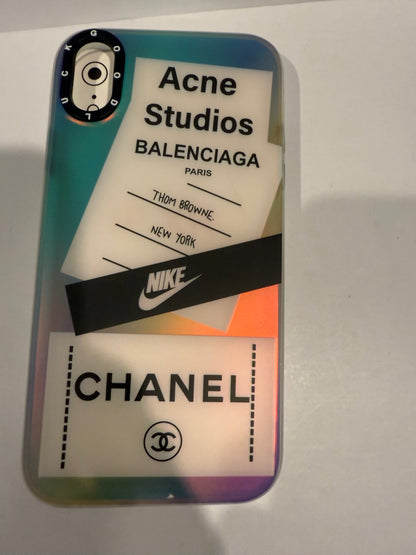 GOOD LUCK
Acne
Studios
BALENCIAGA
PARIS
THOM BROWNE.
NEW YORK
NIKE
CHANEL